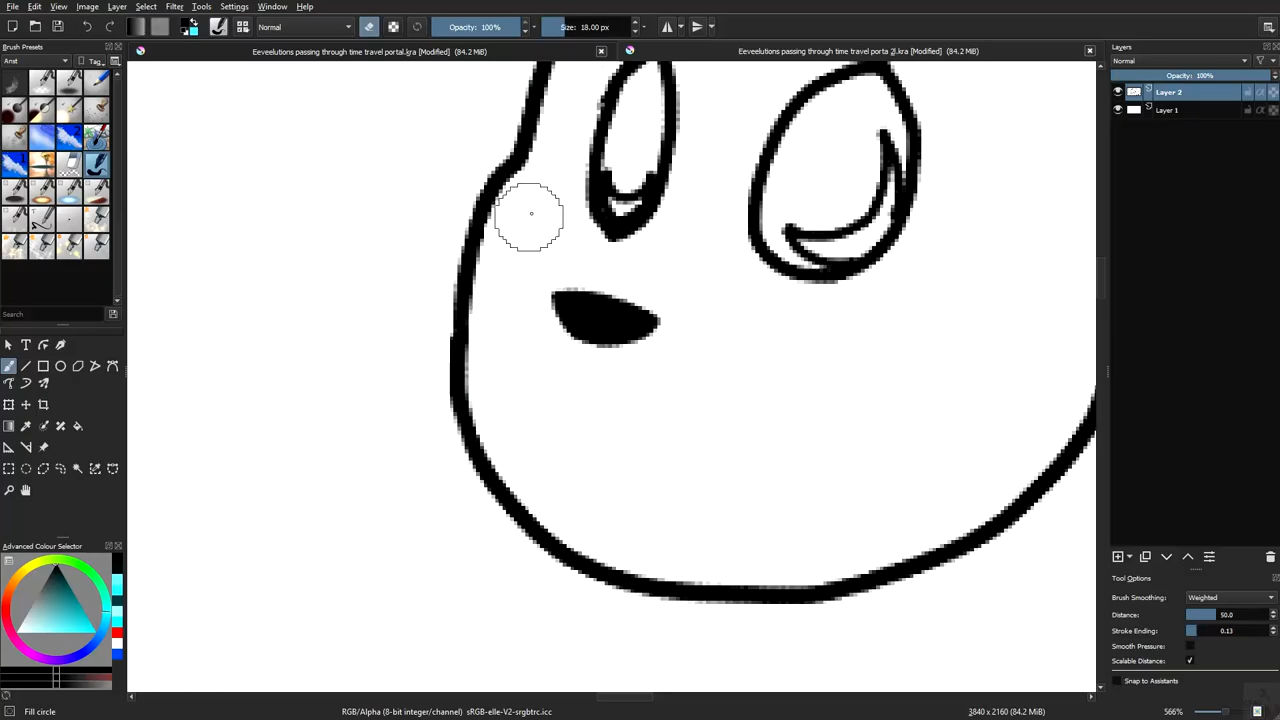 File Edit View Image Layer Select Filter Tools Settings Window Help
Normal
Opacity: 100%
Size: 18.00 px
Brush Presets
Eeveelutions passing through time travel portal.kra [Modified] (84.2 MiB)
Eeveelutions passing through time travel porta 2l.kra [Modified] (84.2 MiB)
Layers
Tag
Normal
Opacity: 100%
Layer 2
Layer 1
Search
Advanced Colour Selector
Tool Options
Brush Smoothing: Weighted
Distance: 50.0
Stroke Ending: 0.13
Smooth Pressure:
Scalable Distance:
Snap to Assistants
Fill circle
RGB/Alpha (8-bit integer/channel) sRGB-elle-V2-srgbtrc.icc
3840 x 2160 (84.2 MiB)
566%